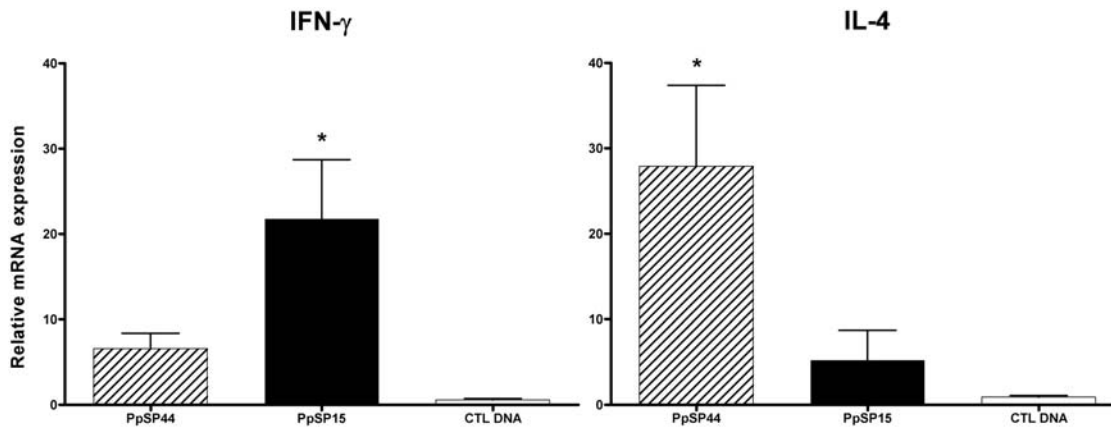 IFN-γ
IL-4
Relative mRNA expression
40
30
20
10
0
*
PpSP44
PpSP15
CTL DNA
40
30
20
10
0
*
PpSP44
PpSP15
CTL DNA